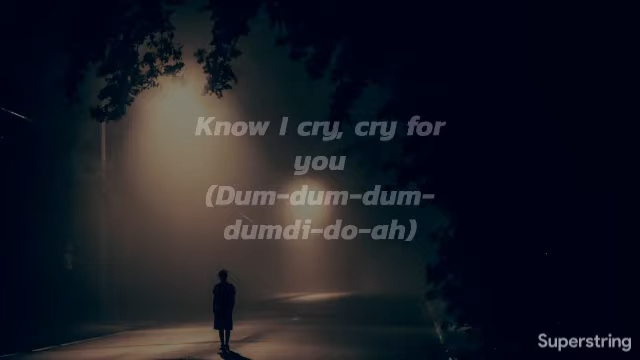 Know I cry, cry for
you
(Dum-dum-dum-
dumdi-do-ah)
Superstring